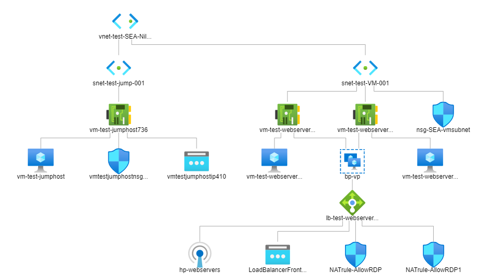 vnet-test-SEA-Nil...
snet-test-jump-001
snet-test-VM-001
vm-test-jumphost736
vm-test-webserver...
vm-test-webserver...
nsg-SEA-vmsubnet
vm-test-jumphost
vmtestjumphostnsg...
vmtestjumphostip410
vm-test-webserver...
bp-vp
vm-test-webserver...
lb-test-webserver...
hp-webservers
LoadBalancerFront...
NATrule-AllowRDP
NATrule-AllowRDP1